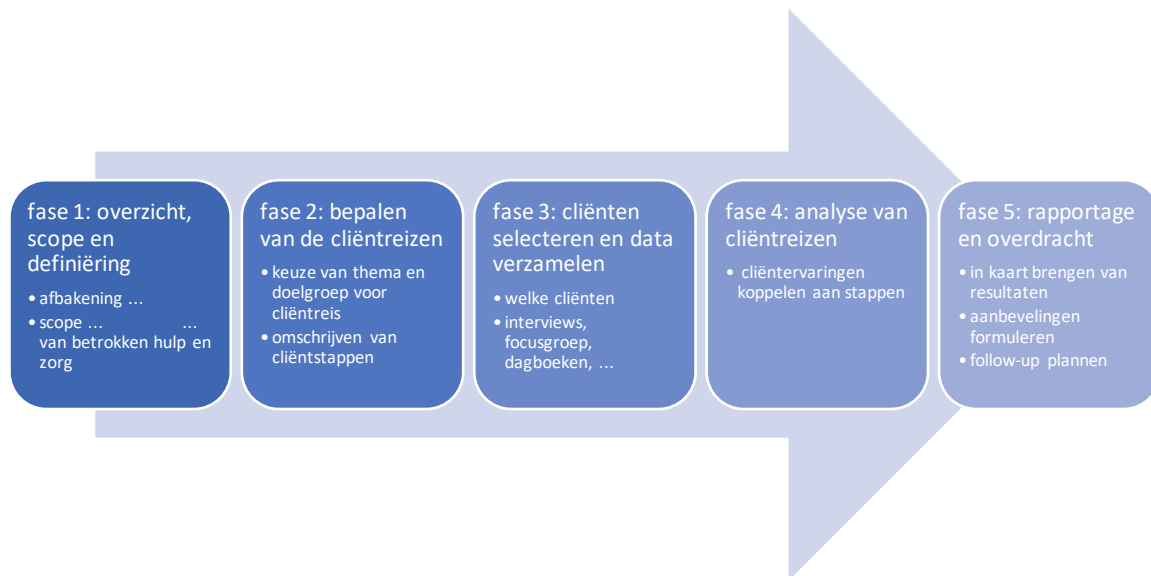 fase 1: overzicht,
scope en
definiëring
• afbakening ...
• scope ... ...
van betrokken hulp en
zorg
fase 2: bepalen
van de cliëntreizen
• keuze van thema en
doelgroep voor
cliëntreis
• omschrijven van
cliëntstappen
fase 3: cliënten
selecteren en data
verzamelen
• welke cliënten
• interviews,
focusgroep,
dagboeken, ...
fase 4: analyse van
cliëntreizen
• cliëntervaringen
koppelen aan stappen
fase 5: rapportage
en overdracht
• in kaart brengen van
resultaten
• aanbevelingen
formuleren
• follow-up plannen